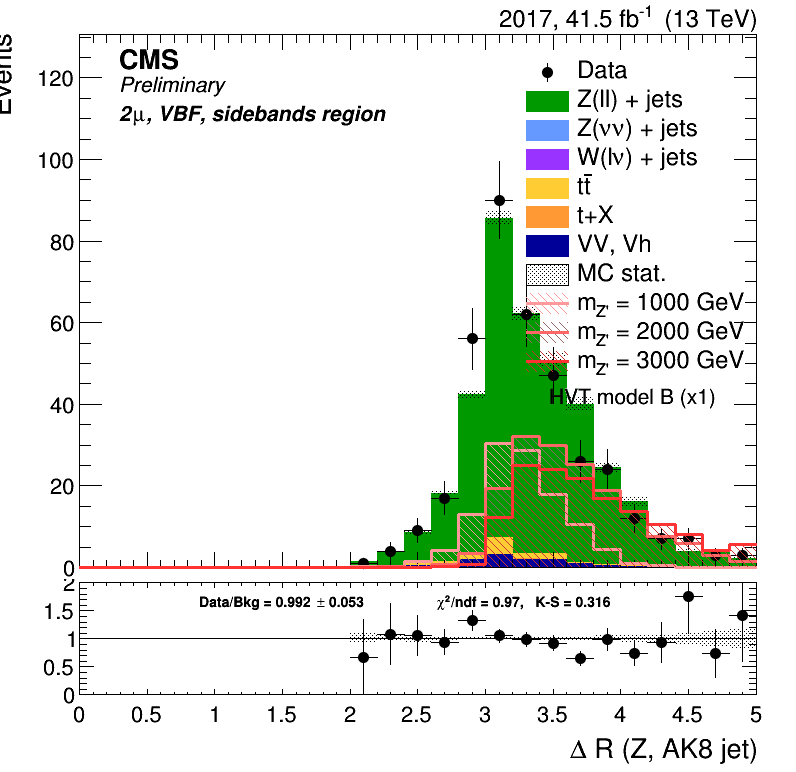 2017, 41.5 fb⁻¹ (13 TeV)
Events
CMS
Preliminary
2μ, VBF, sidebands region
Data
Z(ll) + jets
Z(νν) + jets
W(lν) + jets
tt̄
t+X
VV, Vh
MC stat.
m_Z' = 1000 GeV
m_Z' = 2000 GeV
m_Z' = 3000 GeV
HVT model B (x1)
120
100
80
60
40
20
0
2
1.5
1
0.5
0
Data/Bkg = 0.992 ± 0.053
χ²/ndf = 0.97, K-S = 0.316
0 0.5 1 1.5 2 2.5 3 3.5 4 4.5 5
Δ R (Z, AK8 jet)